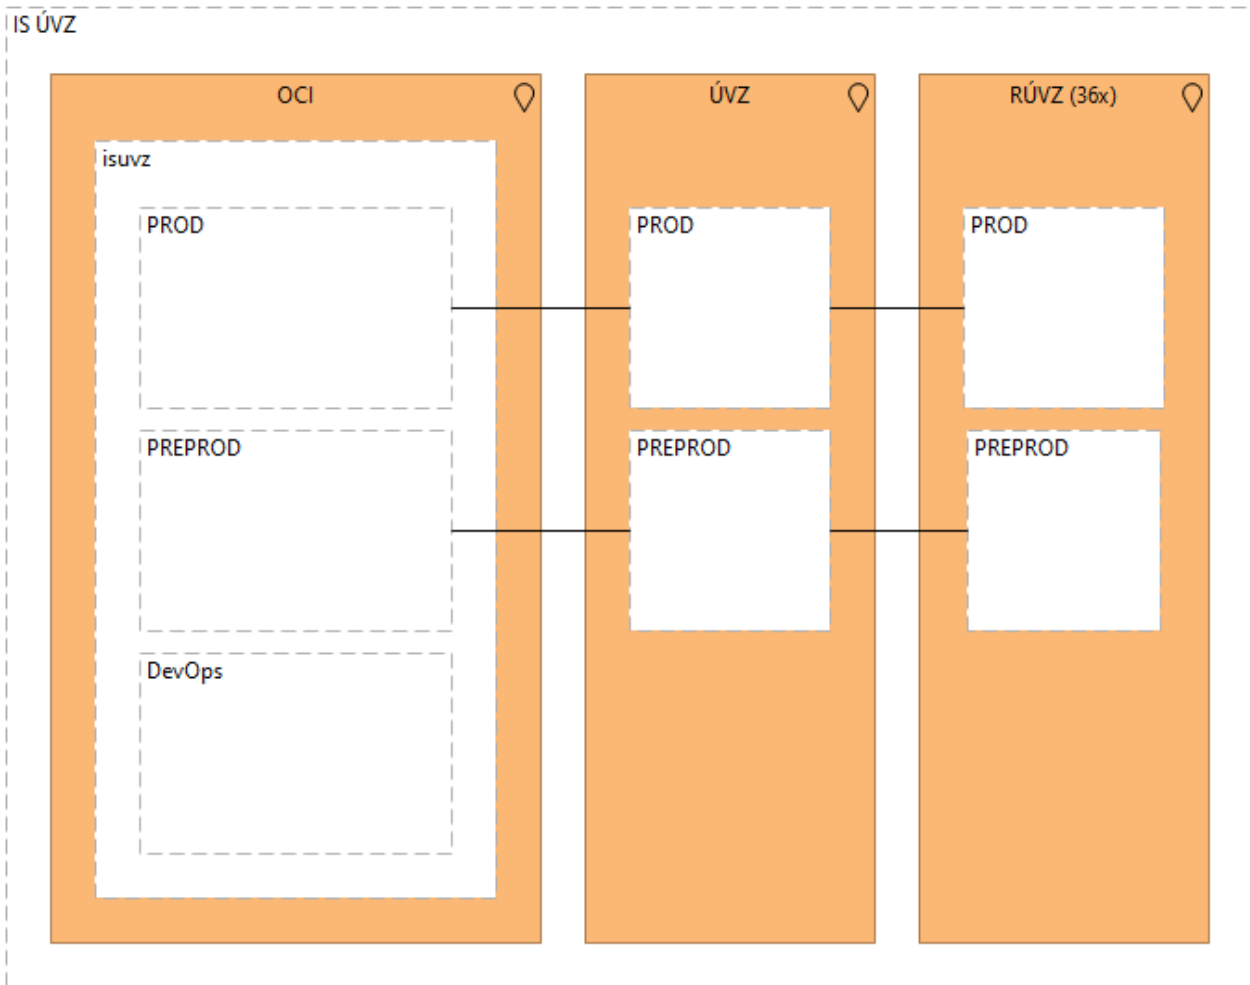 IS ÚVZ
OCI
ÚVZ
RÚVZ (36x)
isuvz
PROD
PROD
PROD
PREPROD
PREPROD
PREPROD
DevOps